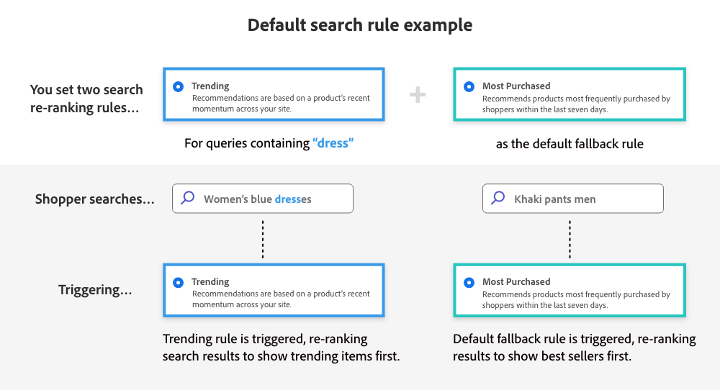 Default search rule example
You set two search
re-ranking rules...
Trending
Recommendations are based on a product's recent
momentum across your site.
+
Most Purchased
Recommends products most frequently purchased by
shoppers within the last seven days.
For queries containing “dress”
as the default fallback rule
Shopper searches...
Women's blue dresses
Khaki pants men
Triggering...
Trending
Recommendations are based on a product's recent
momentum across your site.
Most Purchased
Recommends products most frequently purchased by
shoppers within the last seven days.
Trending rule is triggered, re-ranking
search results to show trending items first.
Default fallback rule is triggered, re-ranking
results to show best sellers first.